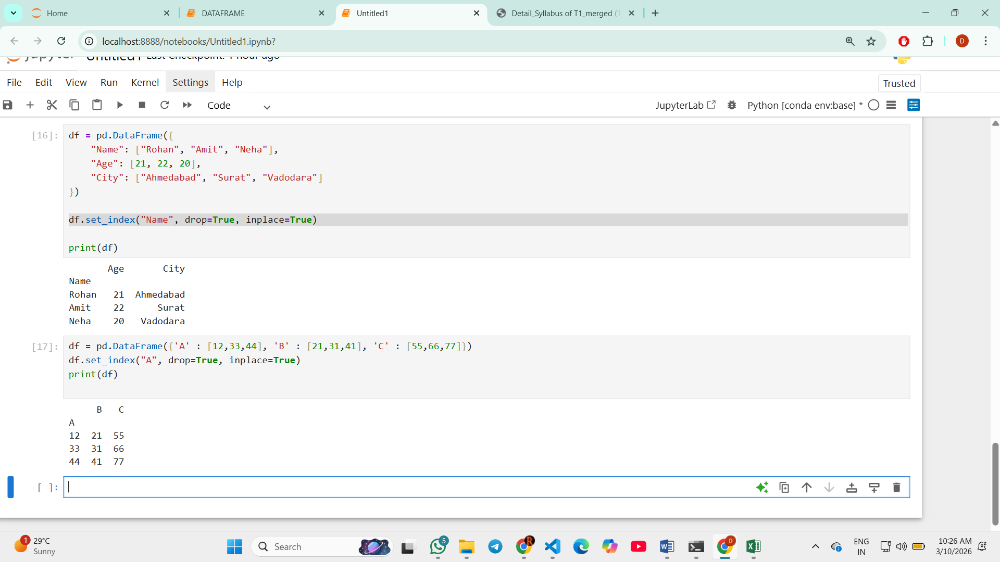 Home
DATAFRAME
Untitled1
Detail_Syllabus of T1_merged (1
localhost:8888/notebooks/Untitled1.ipynb?
D
jupyter Untitled1 Last Checkpoint: 1 hour ago
File Edit View Run Kernel Settings Help
Trusted
Code
JupyterLab
Python [conda env:base] *
[16]:
df = pd.DataFrame({
    "Name": ["Rohan", "Amit", "Neha"],
    "Age": [21, 22, 20],
    "City": ["Ahmedabad", "Surat", "Vadodara"]
})
df.set_index("Name", drop=True, inplace=True)
print(df)
       Age       City
Name
Rohan   21  Ahmedabad
Amit    22      Surat
Neha    20   Vadodara
[17]:
df = pd.DataFrame({'A' : [12,33,44], 'B' : [21,31,41], 'C' : [55,66,77]})
df.set_index("A", drop=True, inplace=True)
print(df)
     B   C
A
12  21  55
33  31  66
44  41  77
[ ]:
1
29°C
Sunny
Search
5
R
D
ENG
IN
10:26 AM
3/10/2026